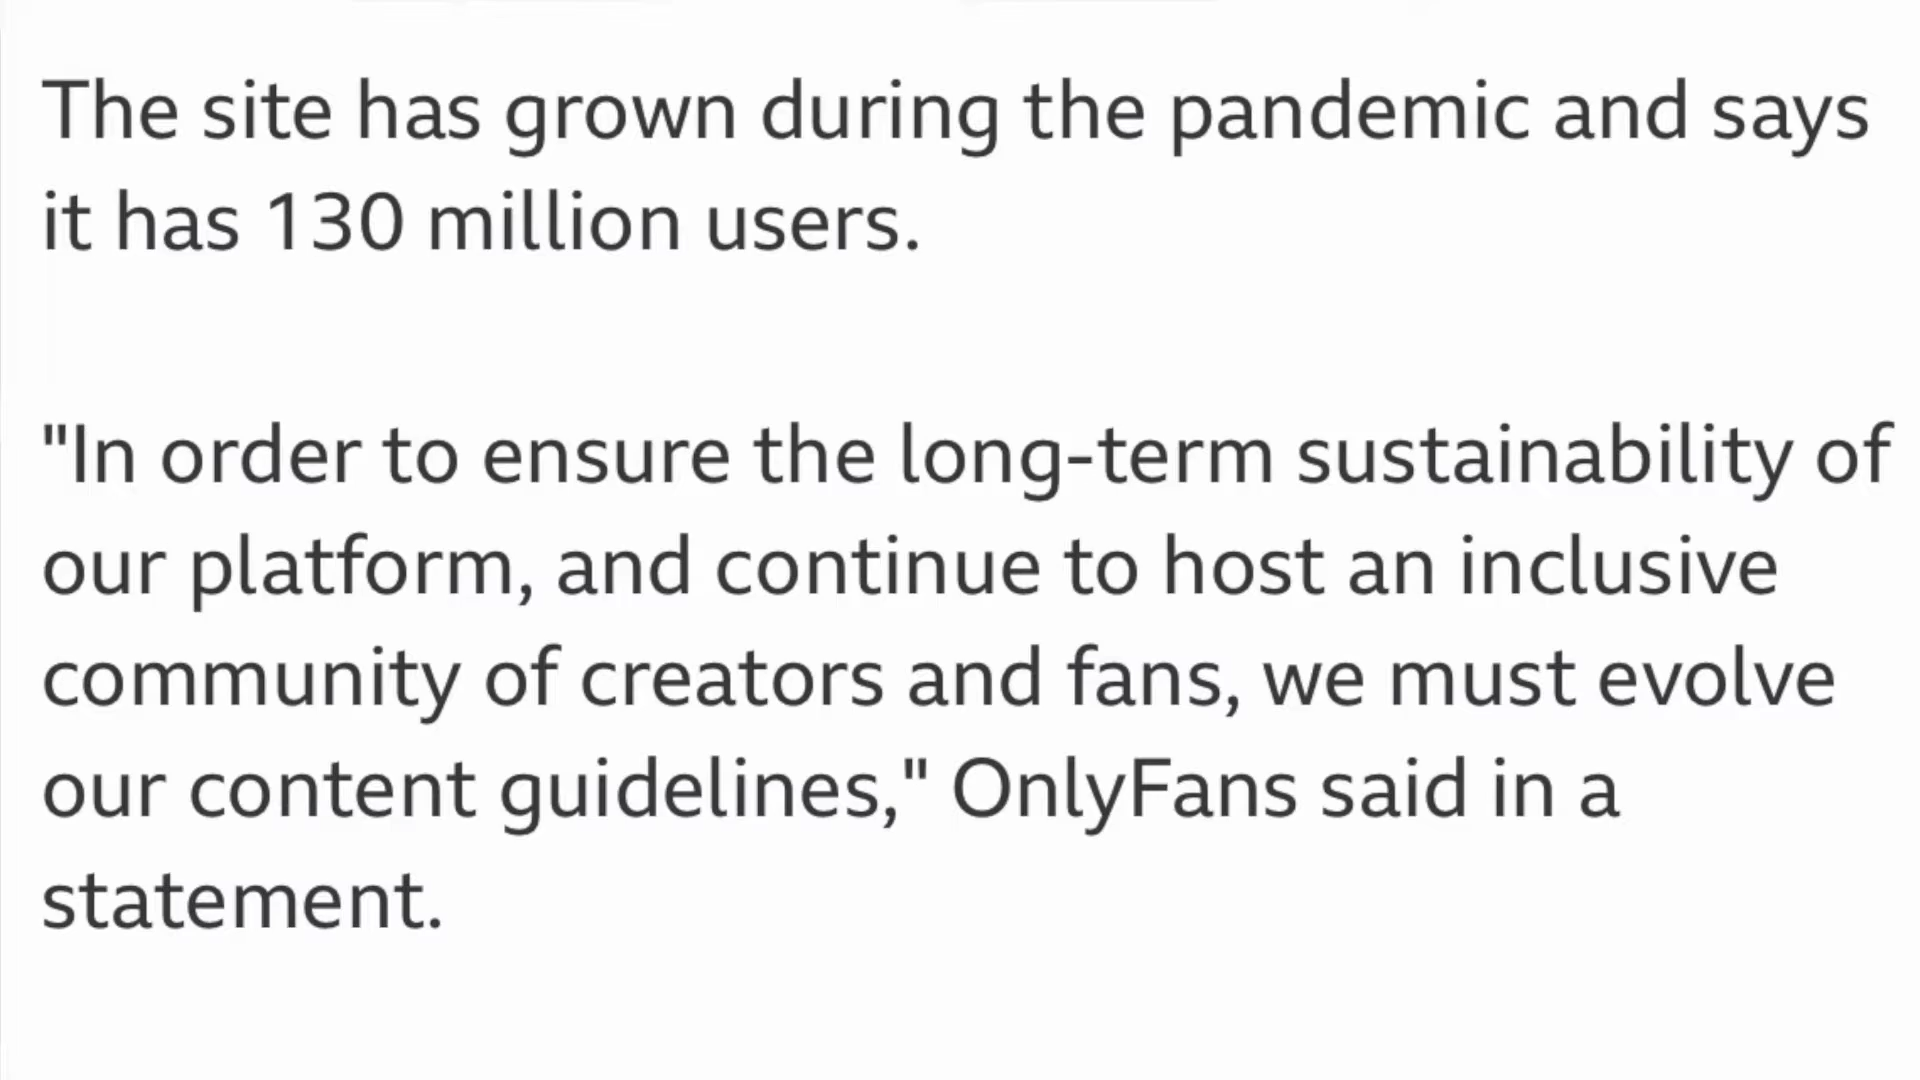 The site has grown during the pandemic and says
it has 130 million users.
"In order to ensure the long-term sustainability of
our platform, and continue to host an inclusive
community of creators and fans, we must evolve
our content guidelines," OnlyFans said in a
statement.